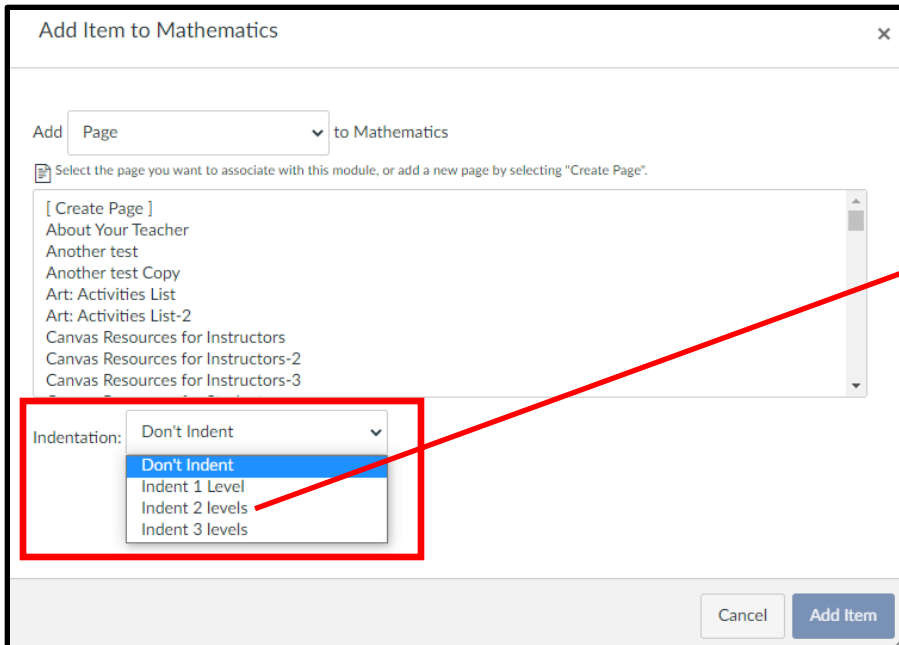 Add Item to Mathematics
×
Add Page to Mathematics
Select the page you want to associate with this module, or add a new page by selecting "Create Page".
[ Create Page ]
About Your Teacher
Another test
Another test Copy
Art: Activities List
Art: Activities List-2
Canvas Resources for Instructors
Canvas Resources for Instructors-2
Canvas Resources for Instructors-3
Indentation: Don't Indent
Don't Indent
Indent 1 Level
Indent 2 levels
Indent 3 levels
Cancel Add Item